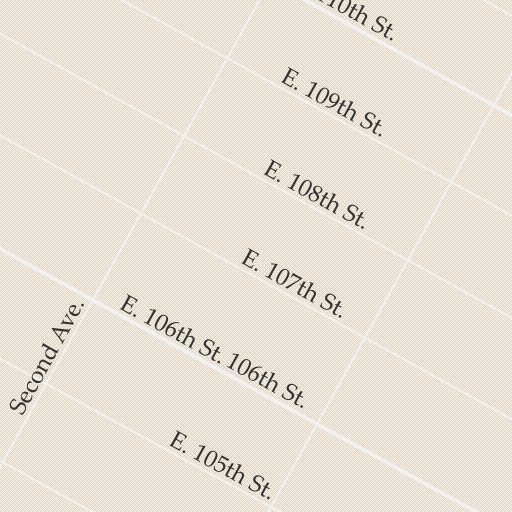 10th St.
E. 109th St.
E. 108th St.
E. 107th St.
E. 106th St. 106th St.
Second Ave.
E. 105th St.